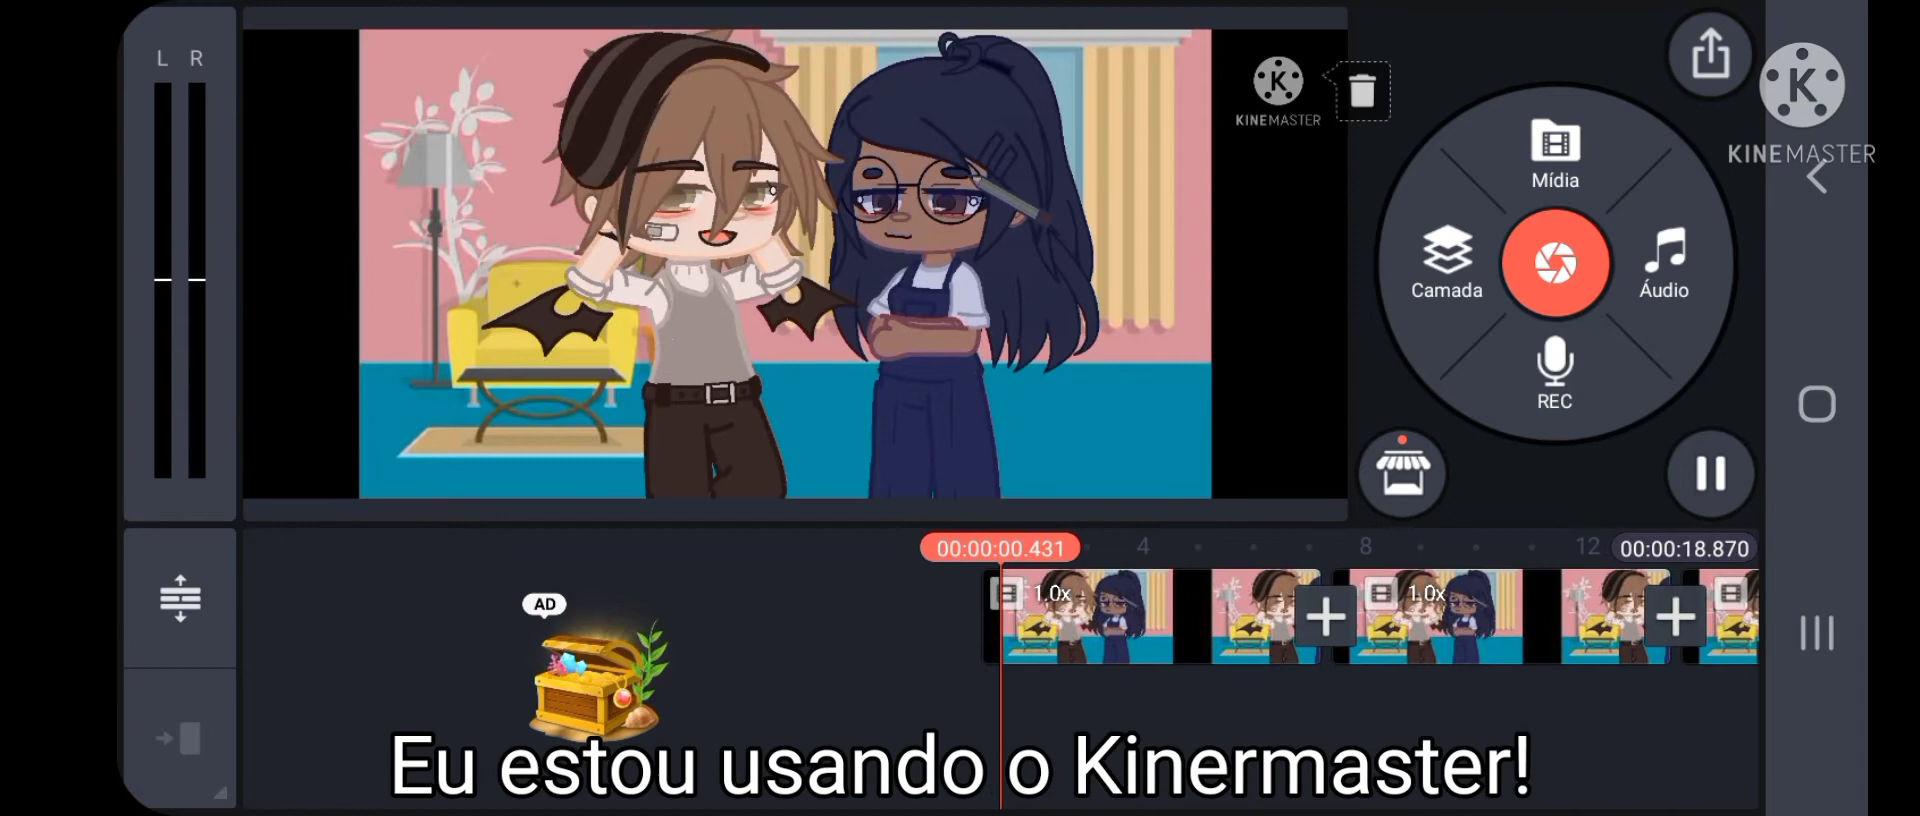 L R
KINEMASTER
K
KINEMASTER
K
Mídia
Camada
Áudio
REC
00:00:00.431
4
8
12
00:00:18.870
1.0x
1.0x
AD
Eu estou usando o Kinermaster!